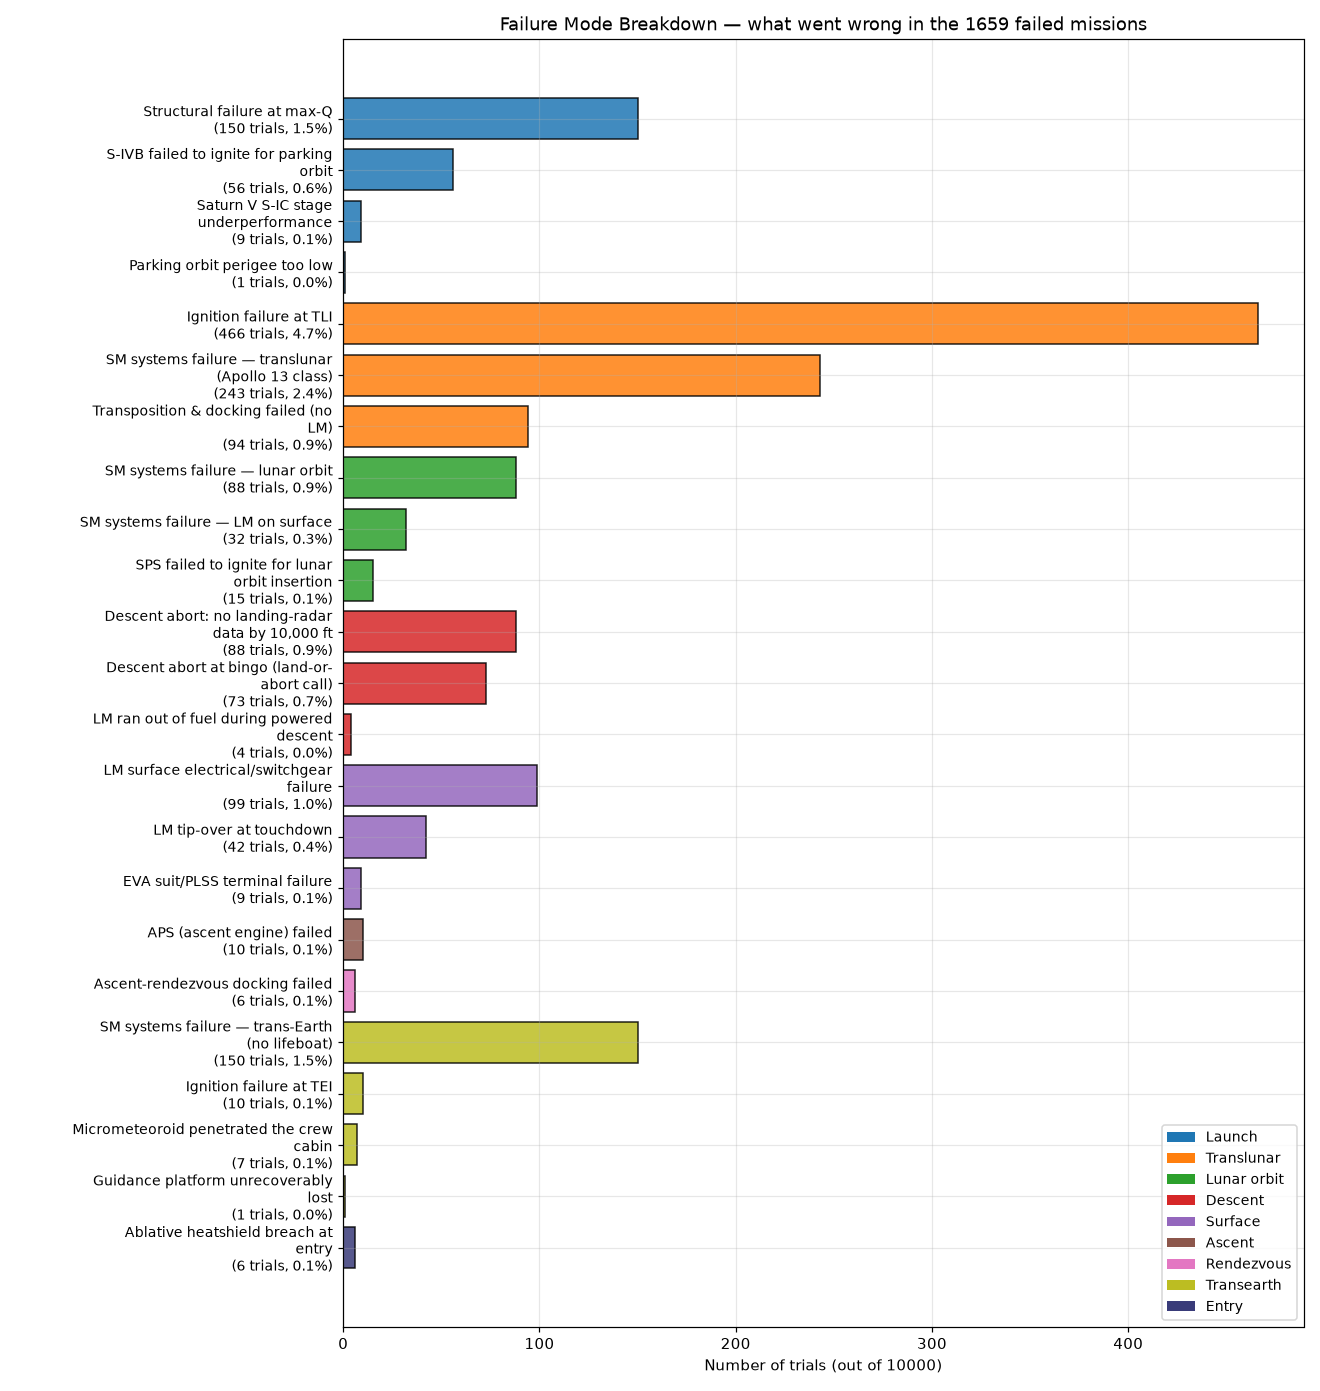 Failure Mode Breakdown — what went wrong in the 1659 failed missions
Structural failure at max-Q
(150 trials, 1.5%)
S-IVB failed to ignite for parking
orbit
(56 trials, 0.6%)
Saturn V S-IC stage
underperformance
(9 trials, 0.1%)
Parking orbit perigee too low
(1 trials, 0.0%)
Ignition failure at TLI
(466 trials, 4.7%)
SM systems failure — translunar
(Apollo 13 class)
(243 trials, 2.4%)
Transposition & docking failed (no
LM)
(94 trials, 0.9%)
SM systems failure — lunar orbit
(88 trials, 0.9%)
SM systems failure — LM on surface
(32 trials, 0.3%)
SPS failed to ignite for lunar
orbit insertion
(15 trials, 0.1%)
Descent abort: no landing-radar
data by 10,000 ft
(88 trials, 0.9%)
Descent abort at bingo (land-or-
abort call)
(73 trials, 0.7%)
LM ran out of fuel during powered
descent
(4 trials, 0.0%)
LM surface electrical/switchgear
failure
(99 trials, 1.0%)
LM tip-over at touchdown
(42 trials, 0.4%)
EVA suit/PLSS terminal failure
(9 trials, 0.1%)
APS (ascent engine) failed
(10 trials, 0.1%)
Ascent-rendezvous docking failed
(6 trials, 0.1%)
SM systems failure — trans-Earth
(no lifeboat)
(150 trials, 1.5%)
Ignition failure at TEI
(10 trials, 0.1%)
Micrometeoroid penetrated the crew
cabin
(7 trials, 0.1%)
Guidance platform unrecoverably
lost
(1 trials, 0.0%)
Ablative heatshield breach at
entry
(6 trials, 0.1%)
Launch
Translunar
Lunar orbit
Descent
Surface
Ascent
Rendezvous
Transearth
Entry
0 100 200 300 400
Number of trials (out of 10000)